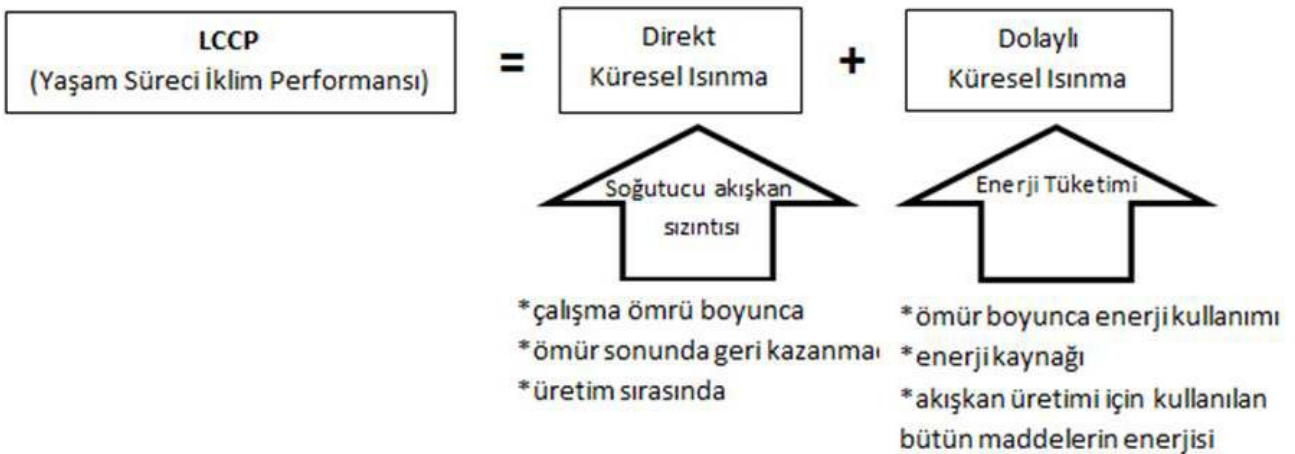 LCCP
(Yaşam Süreci İklim Performansı)
=
Direkt
Küresel Isınma
+
Dolaylı
Küresel Isınma
Soğutucu akışkan
sızıntısı
*çalışma ömrü boyunca
*ömür sonunda geri kazanma
*üretim sırasında
Enerji Tüketimi
*ömür boyunca enerji kullanımı
*enerji kaynağı
*akışkan üretimi için kullanılan
bütün maddelerin enerjisi